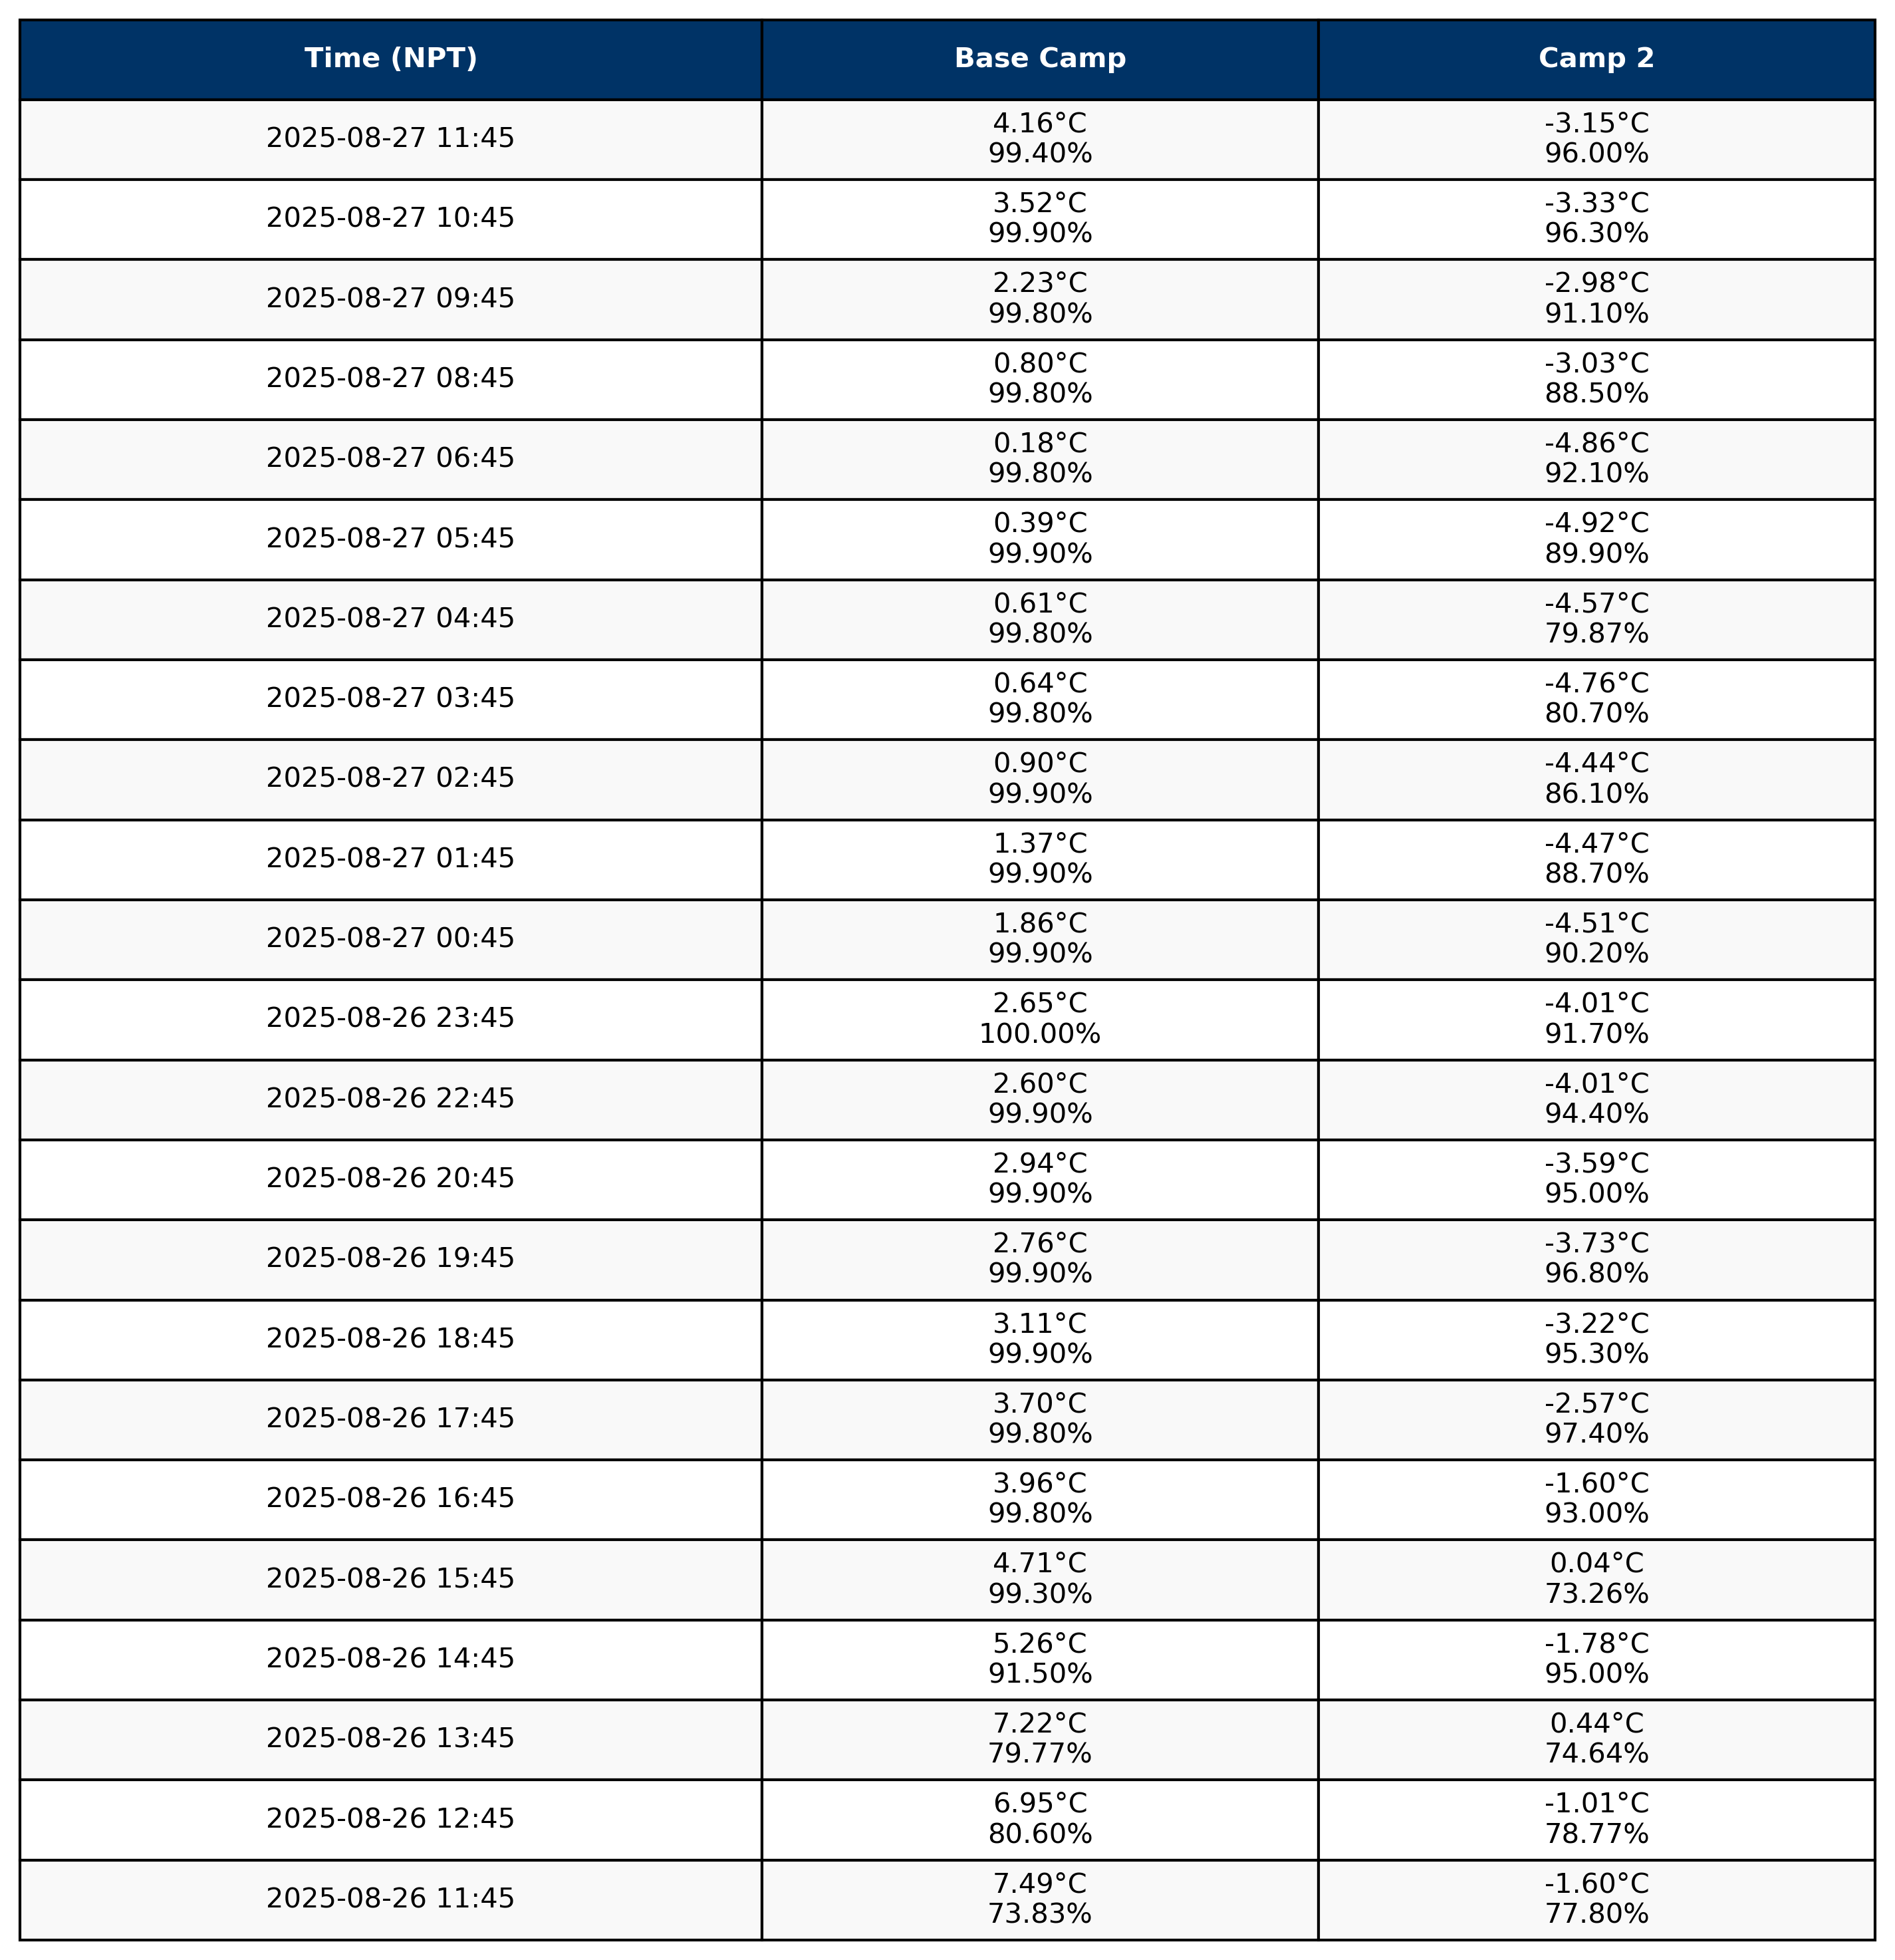 Time (NPT) Base Camp Camp 2
2025-08-27 11:45 4.16°C -3.15°C
99.40% 96.00%
2025-08-27 10:45 3.52°C -3.33°C
99.90% 96.30%
2025-08-27 09:45 2.23°C -2.98°C
99.80% 91.10%
2025-08-27 08:45 0.80°C -3.03°C
99.80% 88.50%
2025-08-27 06:45 0.18°C -4.86°C
99.80% 92.10%
2025-08-27 05:45 0.39°C -4.92°C
99.90% 89.90%
2025-08-27 04:45 0.61°C -4.57°C
99.80% 79.87%
2025-08-27 03:45 0.64°C -4.76°C
99.80% 80.70%
2025-08-27 02:45 0.90°C -4.44°C
99.90% 86.10%
2025-08-27 01:45 1.37°C -4.47°C
99.90% 88.70%
2025-08-27 00:45 1.86°C -4.51°C
99.90% 90.20%
2025-08-26 23:45 2.65°C -4.01°C
100.00% 91.70%
2025-08-26 22:45 2.60°C -4.01°C
99.90% 94.40%
2025-08-26 20:45 2.94°C -3.59°C
99.90% 95.00%
2025-08-26 19:45 2.76°C -3.73°C
99.90% 96.80%
2025-08-26 18:45 3.11°C -3.22°C
99.90% 95.30%
2025-08-26 17:45 3.70°C -2.57°C
99.80% 97.40%
2025-08-26 16:45 3.96°C -1.60°C
99.80% 93.00%
2025-08-26 15:45 4.71°C 0.04°C
99.30% 73.26%
2025-08-26 14:45 5.26°C -1.78°C
91.50% 95.00%
2025-08-26 13:45 7.22°C 0.44°C
79.77% 74.64%
2025-08-26 12:45 6.95°C -1.01°C
80.60% 78.77%
2025-08-26 11:45 7.49°C -1.60°C
73.83% 77.80%